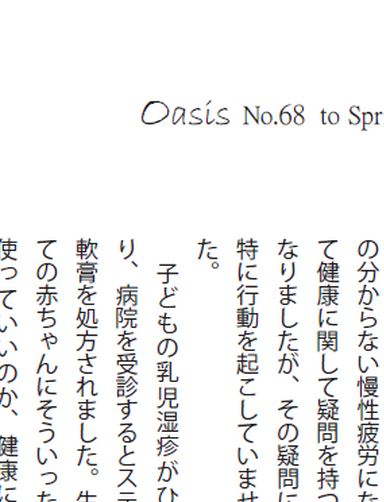 Oasis No.68 to Spr
の分からない慢性疲労にた
て健康に関して疑問を持つ
なりましたが、その疑問に
特に行動を起こしていませ
た。
子どもの乳児湿疹がひ
り、病院を受診するとステ
軟膏を処方されました。生
ての赤ちゃんにそういった
使っていいのか、健康に